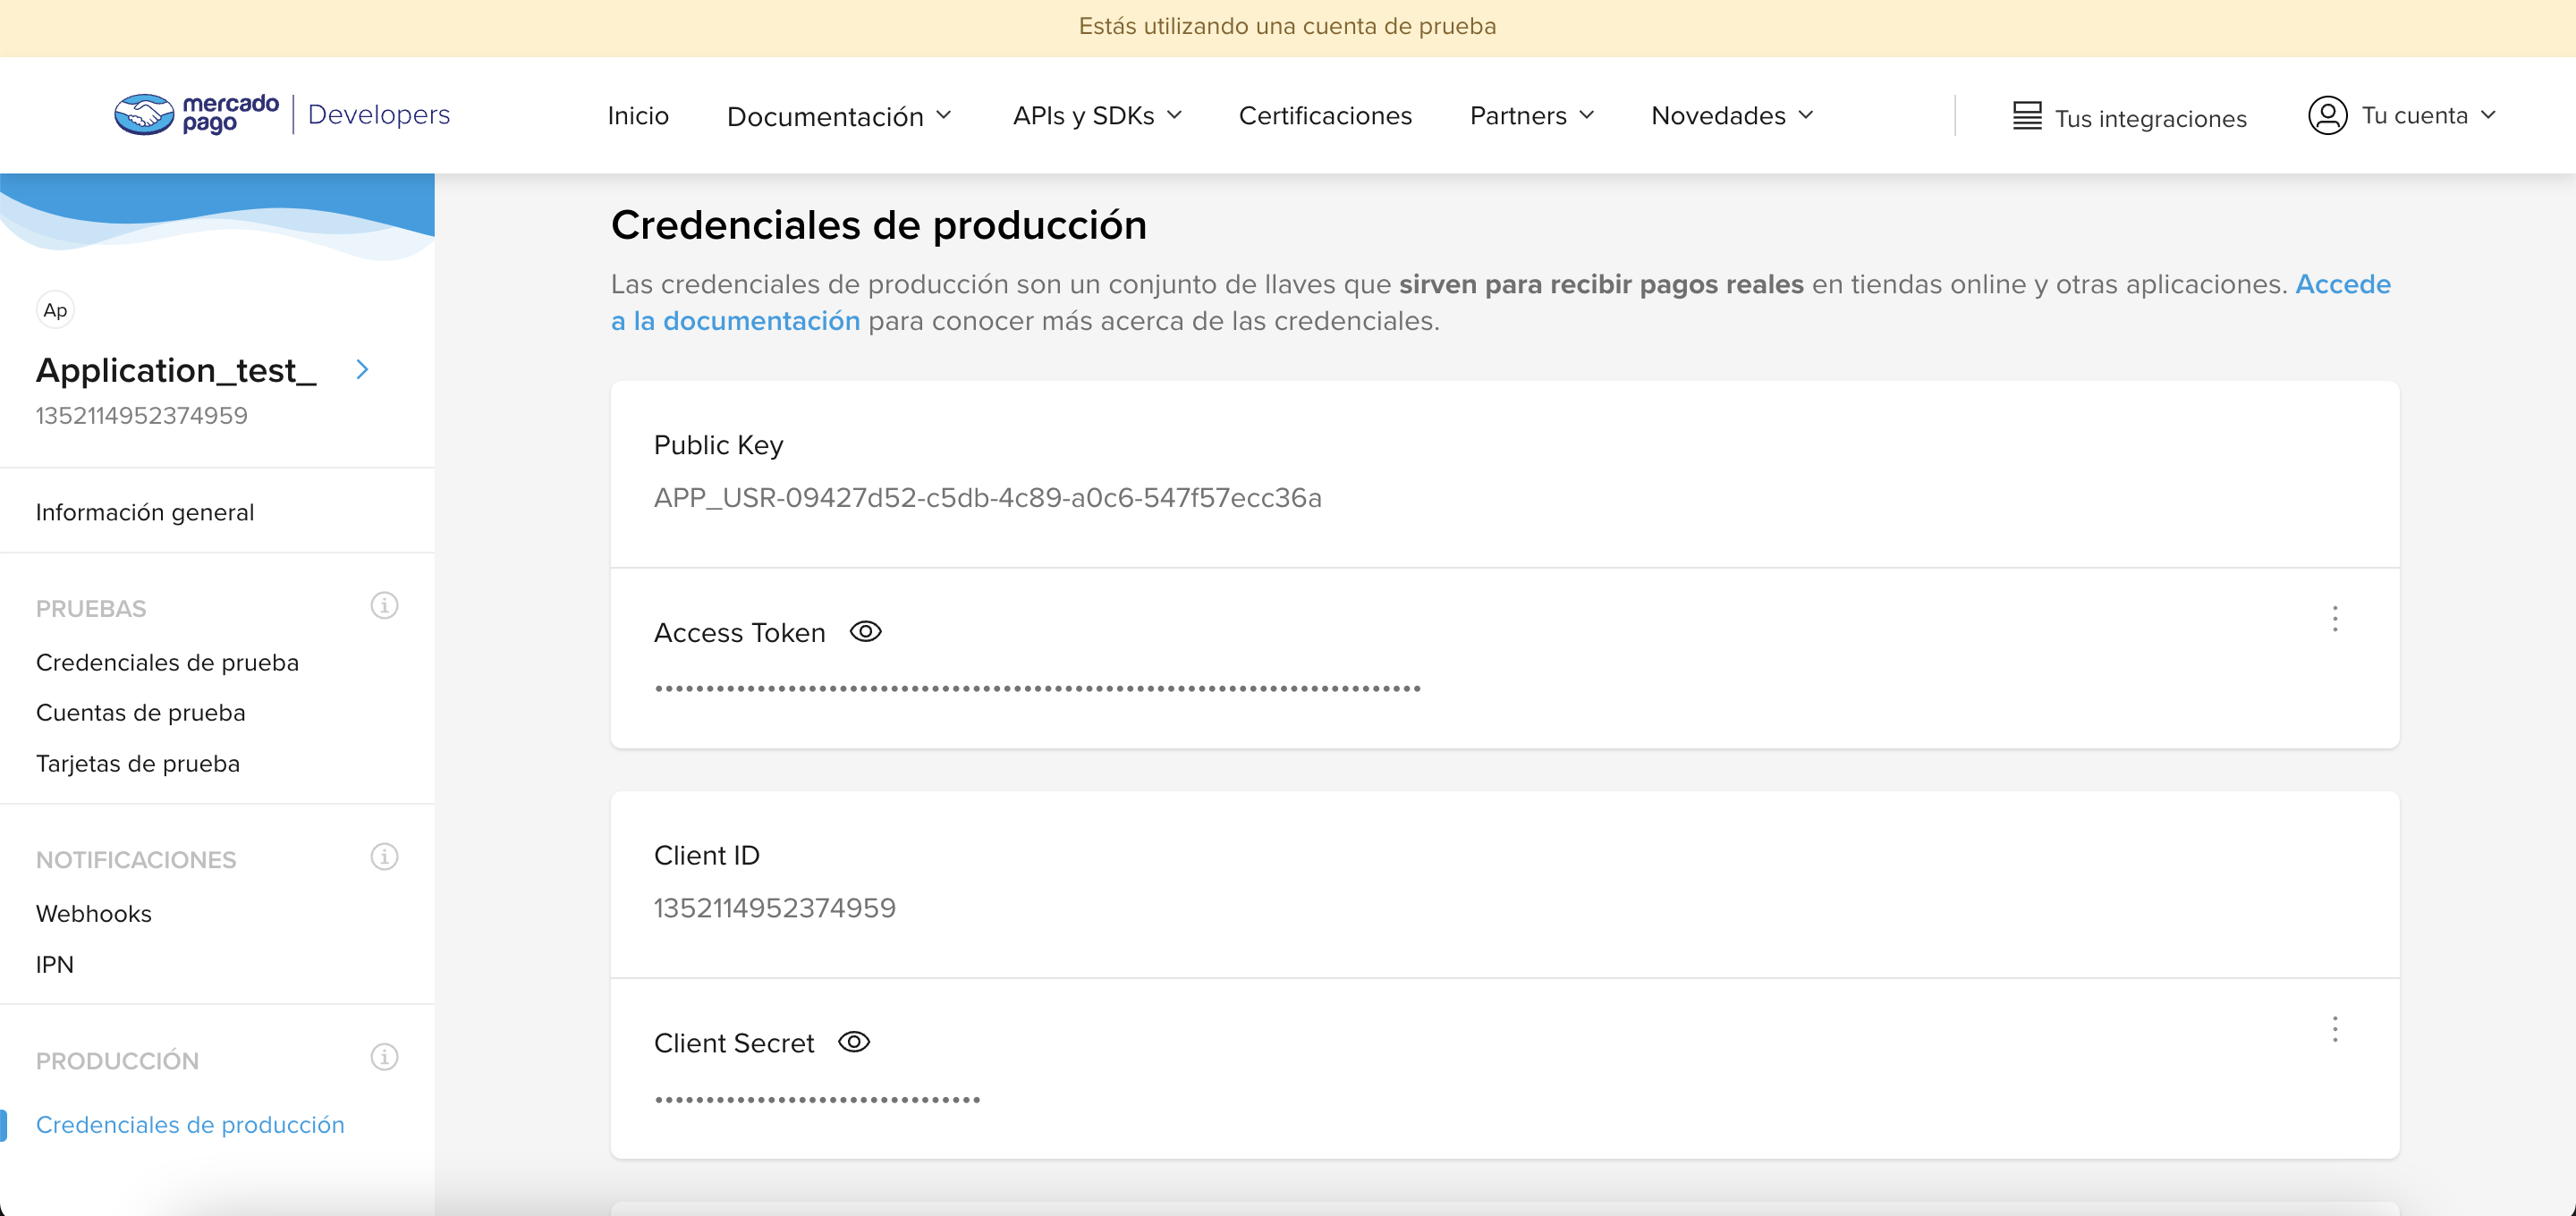 Estás utilizando una cuenta de prueba
mercado pago | Developers
Inicio
Documentación
APIs y SDKs
Certificaciones
Partners
Novedades
Tus integraciones
Tu cuenta
Ap
Application_test_
1352114952374959
Información general
PRUEBAS
Credenciales de prueba
Cuentas de prueba
Tarjetas de prueba
NOTIFICACIONES
Webhooks
IPN
PRODUCCIÓN
Credenciales de producción
Credenciales de producción
Las credenciales de producción son un conjunto de llaves que sirven para recibir pagos reales en tiendas online y otras aplicaciones. Accede
a la documentación para conocer más acerca de las credenciales.
Public Key
APP_USR-09427d52-c5db-4c89-a0c6-547f57ecc36a
Access Token
Client ID
1352114952374959
Client Secret